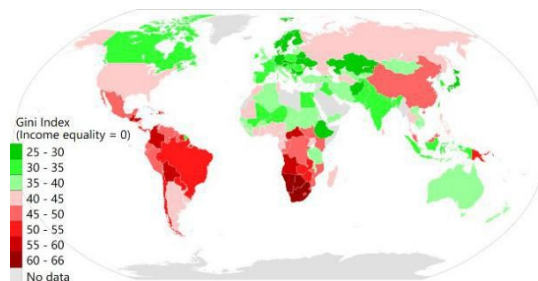 Gini Index
(Income equality = 0)
25 - 30
30 - 35
35 - 40
40 - 45
45 - 50
50 - 55
55 - 60
60 - 66
No data